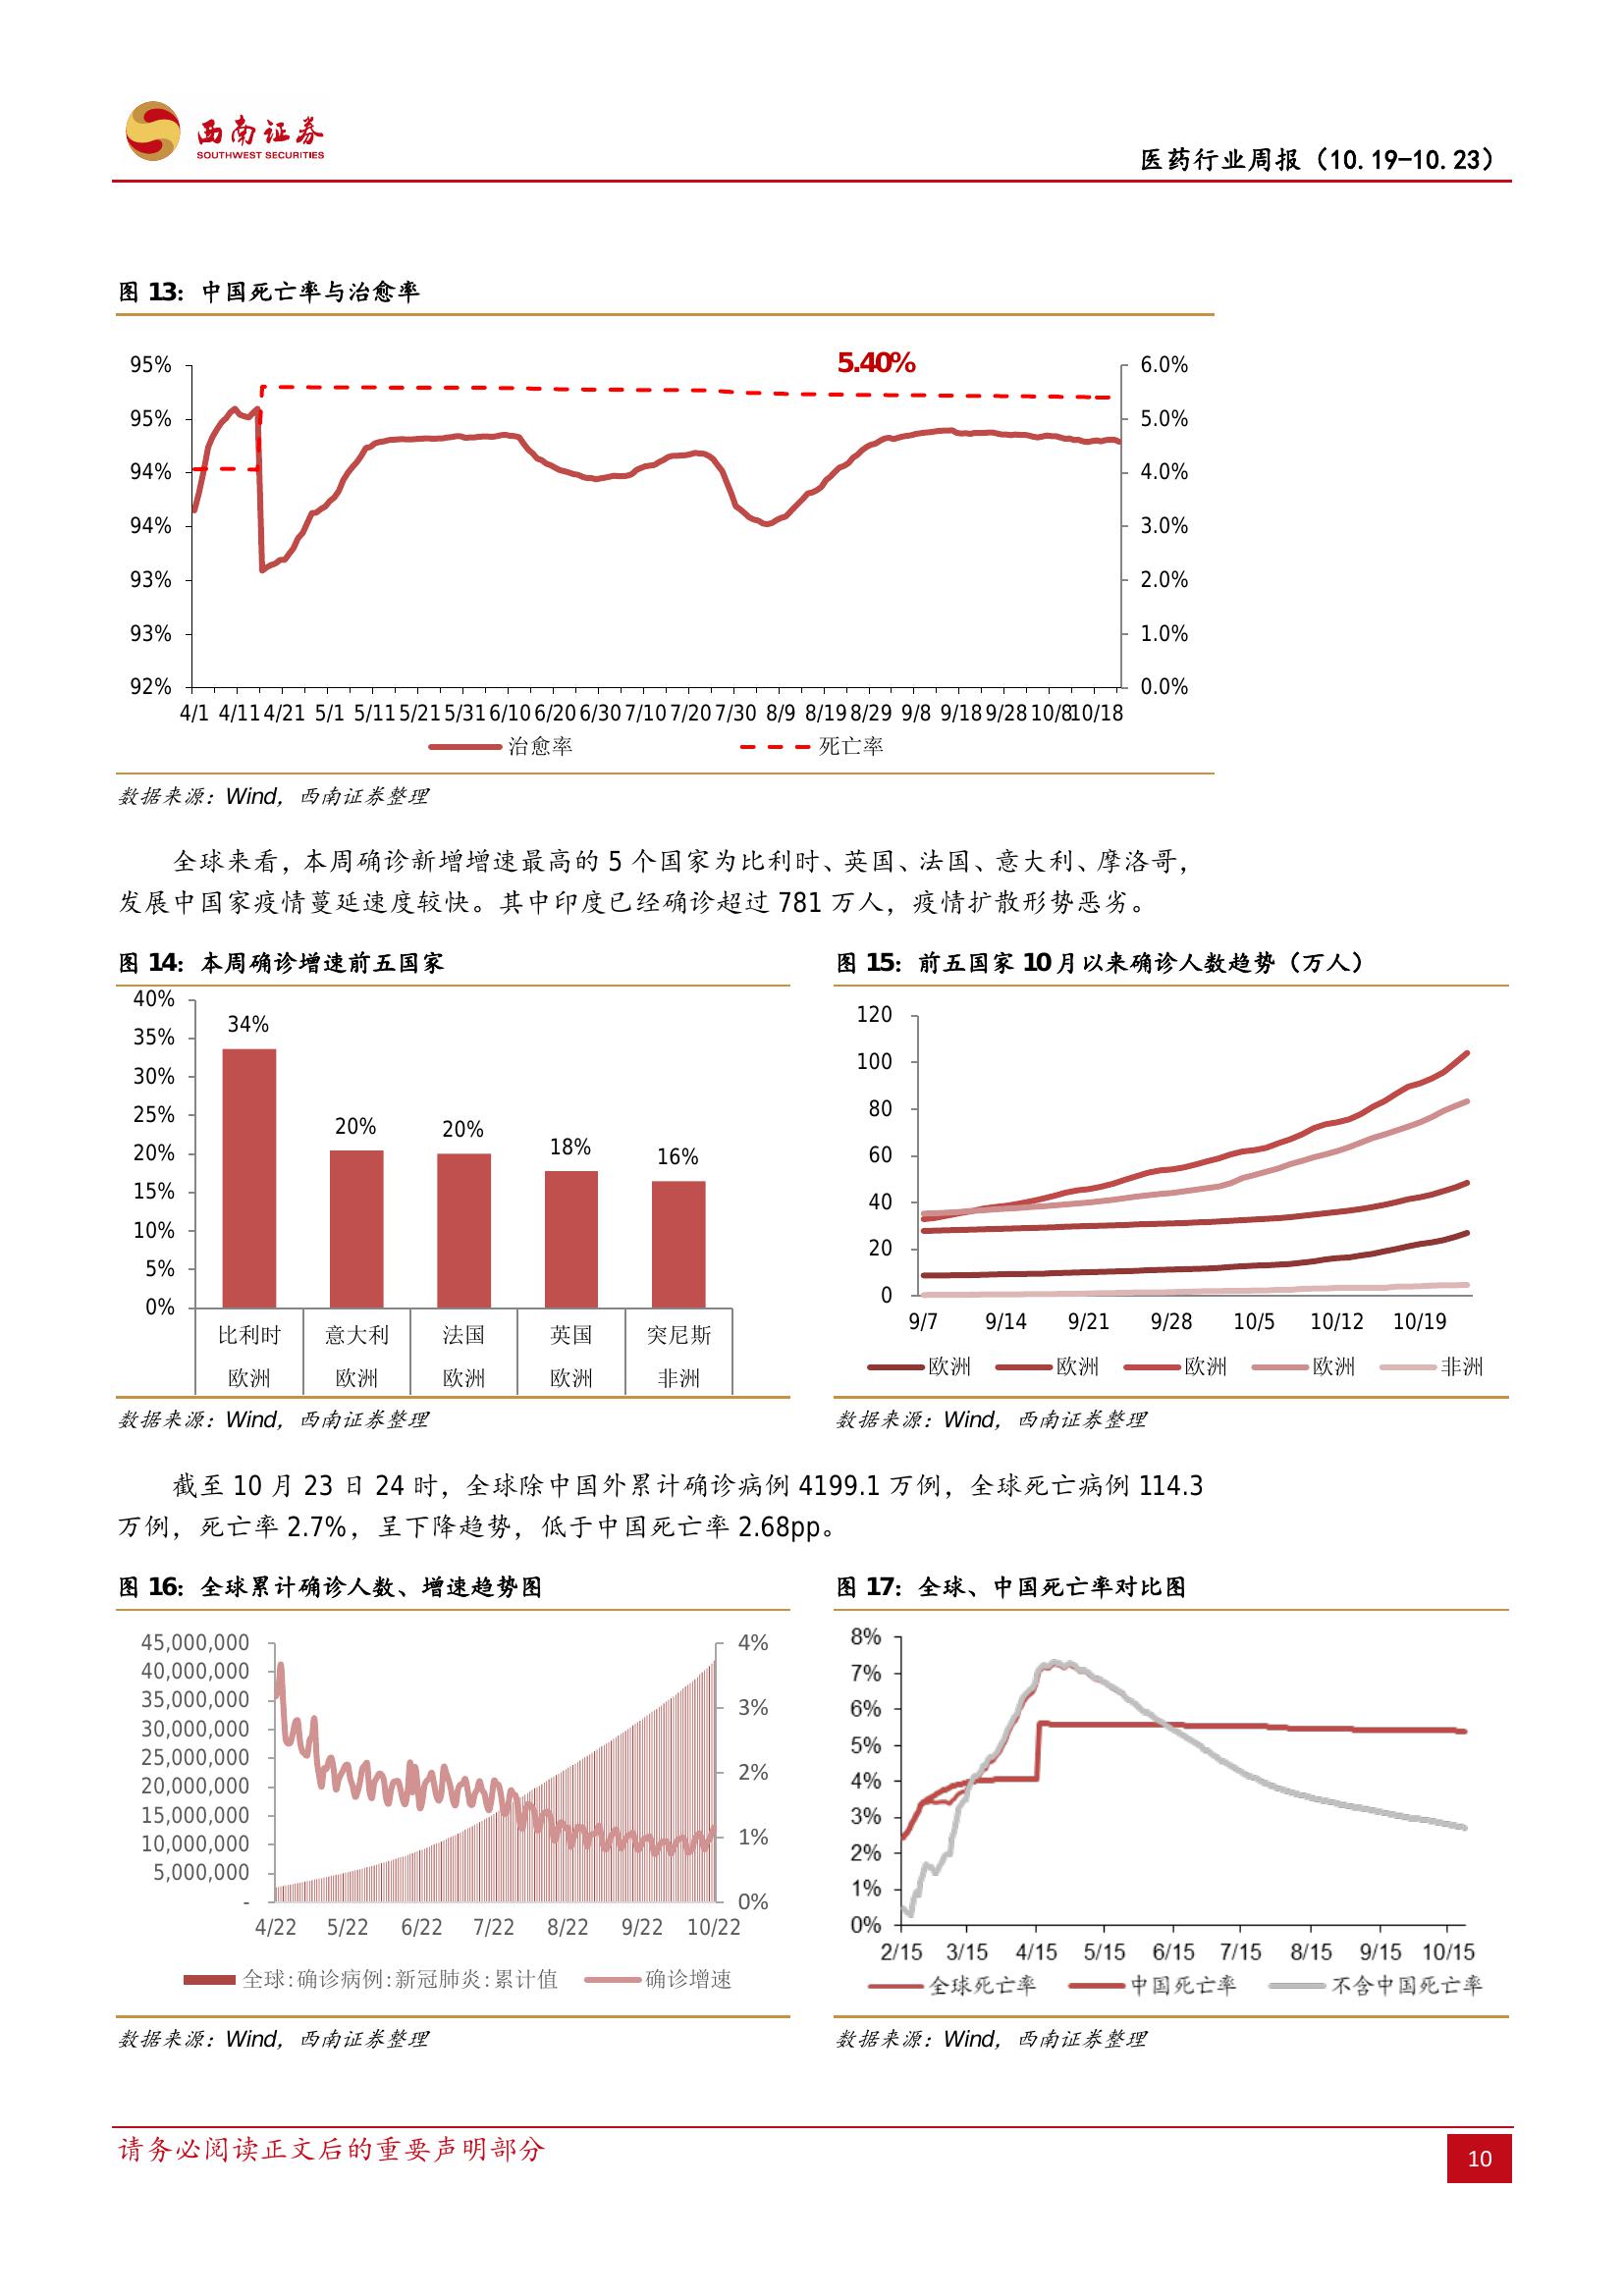 西南证券
SOUTHWEST SECURITIES
医药行业周报（10.19-10.23）
图 13：中国死亡率与治愈率
5.40%
95%
95%
94%
94%
93%
93%
92%
6.0%
5.0%
4.0%
3.0%
2.0%
1.0%
0.0%
4/1 4/11 4/21 5/1 5/11 5/21 5/31 6/10 6/20 6/30 7/10 7/20 7/30 8/9 8/19 8/29 9/8 9/18 9/28 10/8 10/18
治愈率 死亡率
数据来源：Wind，西南证券整理
全球来看，本周确诊新增增速最高的 5 个国家为比利时、英国、法国、意大利、摩洛哥，
发展中国家疫情蔓延速度较快。其中印度已经确诊超过 781 万人，疫情扩散形势恶劣。
图 14：本周确诊增速前五国家
40%
35%
30%
25%
20%
15%
10%
5%
0%
34%
20%
20%
18%
16%
比利时 意大利 法国 英国 突尼斯
欧洲 欧洲 欧洲 欧洲 非洲
数据来源：Wind，西南证券整理
图 15：前五国家 10 月以来确诊人数趋势（万人）
120
100
80
60
40
20
0
9/7 9/14 9/21 9/28 10/5 10/12 10/19
欧洲 欧洲 欧洲 欧洲 非洲
数据来源：Wind，西南证券整理
截至 10 月 23 日 24 时，全球除中国外累计确诊病例 4199.1 万例，全球死亡病例 114.3
万例，死亡率 2.7%，呈下降趋势，低于中国死亡率 2.68pp。
图 16：全球累计确诊人数、增速趋势图
45,000,000
40,000,000
35,000,000
30,000,000
25,000,000
20,000,000
15,000,000
10,000,000
5,000,000
-
4%
3%
2%
1%
0%
4/22 5/22 6/22 7/22 8/22 9/22 10/22
全球:确诊病例:新冠肺炎:累计值 确诊增速
数据来源：Wind，西南证券整理
图 17：全球、中国死亡率对比图
8%
7%
6%
5%
4%
3%
2%
1%
0%
2/15 3/15 4/15 5/15 6/15 7/15 8/15 9/15 10/15
全球死亡率 中国死亡率 不含中国死亡率
数据来源：Wind，西南证券整理
请务必阅读正文后的重要声明部分
10